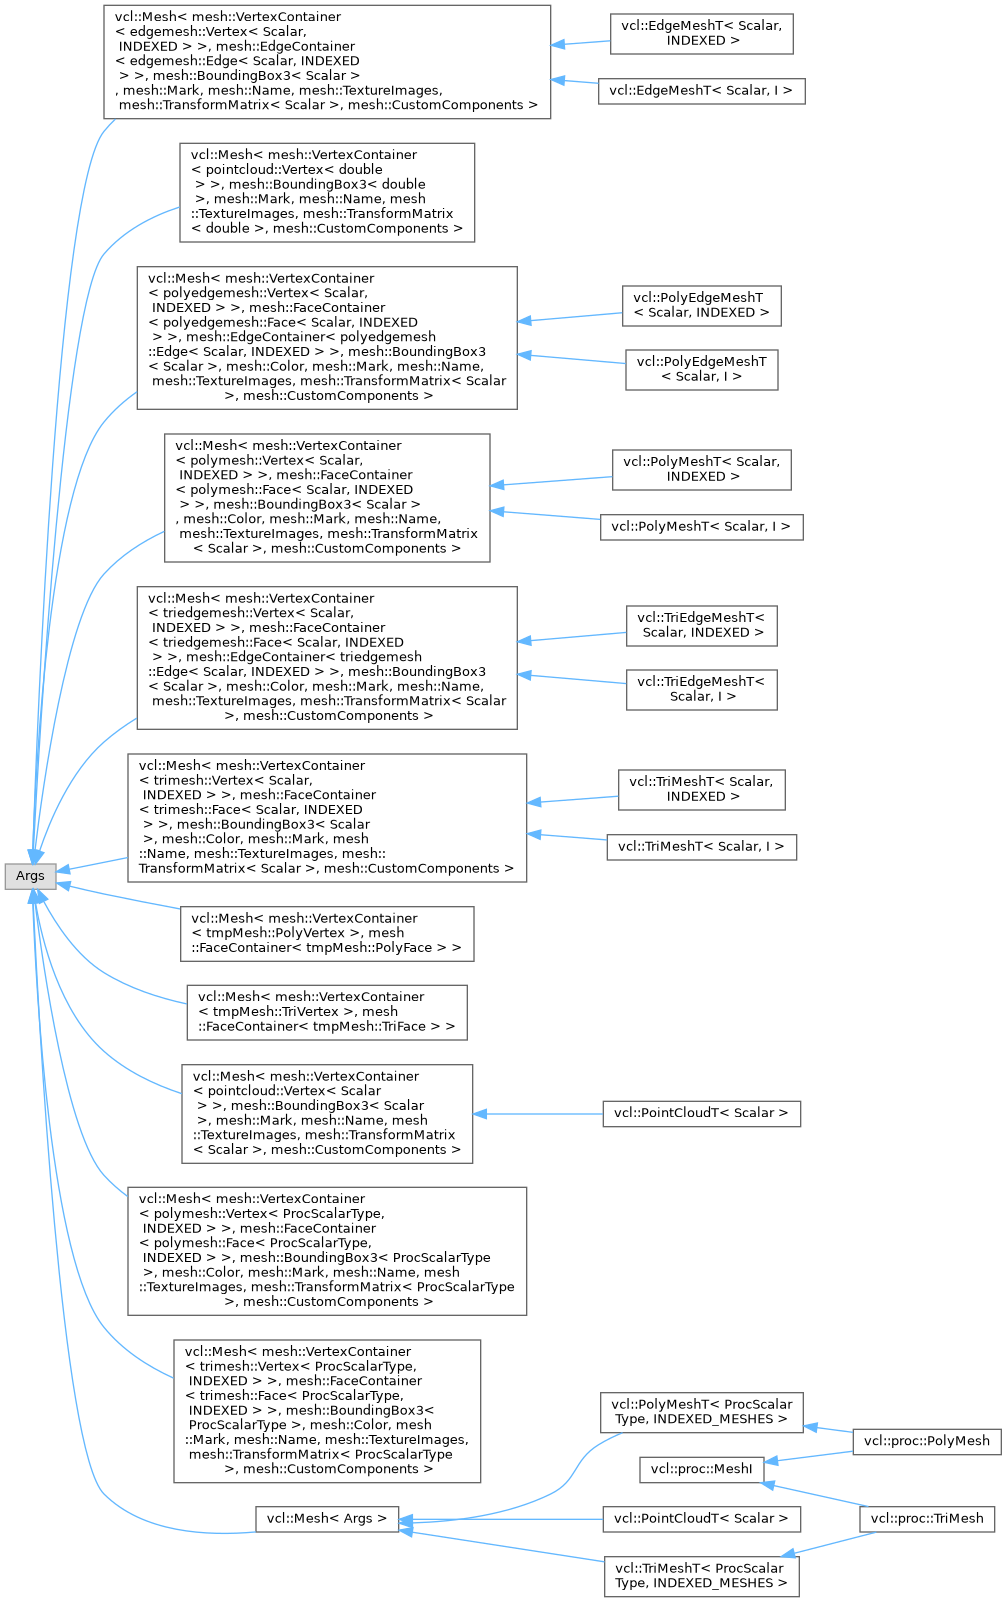 vcl::Mesh< mesh::VertexContainer
< edgemesh::Vertex< Scalar,
INDEXED > >, mesh::EdgeContainer
< edgemesh::Edge< Scalar, INDEXED
> >, mesh::BoundingBox3< Scalar >
, mesh::Mark, mesh::Name, mesh::TextureImages,
mesh::TransformMatrix< Scalar >, mesh::CustomComponents >
vcl::EdgeMeshT< Scalar,
INDEXED >
vcl::EdgeMeshT< Scalar, I >
vcl::Mesh< mesh::VertexContainer
< pointcloud::Vertex< double
> >, mesh::BoundingBox3< double
>, mesh::Mark, mesh::Name, mesh
::TextureImages, mesh::TransformMatrix
< double >, mesh::CustomComponents >
vcl::Mesh< mesh::VertexContainer
< polyedgemesh::Vertex< Scalar,
INDEXED > >, mesh::FaceContainer
< polyedgemesh::Face< Scalar, INDEXED
> >, mesh::EdgeContainer< polyedgemesh
::Edge< Scalar, INDEXED > >, mesh::BoundingBox3
< Scalar >, mesh::Color, mesh::Mark, mesh::Name,
mesh::TextureImages, mesh::TransformMatrix< Scalar
>, mesh::CustomComponents >
vcl::PolyEdgeMeshT
< Scalar, INDEXED >
vcl::PolyEdgeMeshT
< Scalar, I >
vcl::Mesh< mesh::VertexContainer
< polymesh::Vertex< Scalar,
INDEXED > >, mesh::FaceContainer
< polymesh::Face< Scalar, INDEXED
> >, mesh::BoundingBox3< Scalar >
, mesh::Color, mesh::Mark, mesh::Name,
mesh::TextureImages, mesh::TransformMatrix
< Scalar >, mesh::CustomComponents >
vcl::PolyMeshT< Scalar,
INDEXED >
vcl::PolyMeshT< Scalar, I >
vcl::Mesh< mesh::VertexContainer
< triedgemesh::Vertex< Scalar,
INDEXED > >, mesh::FaceContainer
< triedgemesh::Face< Scalar, INDEXED
> >, mesh::EdgeContainer< triedgemesh
::Edge< Scalar, INDEXED > >, mesh::BoundingBox3
< Scalar >, mesh::Color, mesh::Mark, mesh::Name,
mesh::TextureImages, mesh::TransformMatrix< Scalar
>, mesh::CustomComponents >
vcl::TriEdgeMeshT<
Scalar, INDEXED >
vcl::TriEdgeMeshT<
Scalar, I >
vcl::Mesh< mesh::VertexContainer
< trimesh::Vertex< Scalar,
INDEXED > >, mesh::FaceContainer
< trimesh::Face< Scalar, INDEXED
> >, mesh::BoundingBox3< Scalar
>, mesh::Color, mesh::Mark, mesh
::Name, mesh::TextureImages, mesh::
TransformMatrix< Scalar >, mesh::CustomComponents >
vcl::TriMeshT< Scalar,
INDEXED >
vcl::TriMeshT< Scalar, I >
Args
vcl::Mesh< mesh::VertexContainer
< tmpMesh::PolyVertex >, mesh
::FaceContainer< tmpMesh::PolyFace > >
vcl::Mesh< mesh::VertexContainer
< tmpMesh::TriVertex >, mesh
::FaceContainer< tmpMesh::TriFace > >
vcl::Mesh< mesh::VertexContainer
< pointcloud::Vertex< Scalar
> >, mesh::BoundingBox3< Scalar
>, mesh::Mark, mesh::Name, mesh
::TextureImages, mesh::TransformMatrix
< Scalar >, mesh::CustomComponents >
vcl::PointCloudT< Scalar >
vcl::Mesh< mesh::VertexContainer
< polymesh::Vertex< ProcScalarType,
INDEXED > >, mesh::FaceContainer
< polymesh::Face< ProcScalarType,
INDEXED > >, mesh::BoundingBox3< ProcScalarType
>, mesh::Color, mesh::Mark, mesh::Name, mesh
::TextureImages, mesh::TransformMatrix< ProcScalarType
>, mesh::CustomComponents >
vcl::Mesh< mesh::VertexContainer
< trimesh::Vertex< ProcScalarType,
INDEXED > >, mesh::FaceContainer
< trimesh::Face< ProcScalarType,
INDEXED > >, mesh::BoundingBox3<
ProcScalarType >, mesh::Color, mesh
::Mark, mesh::Name, mesh::TextureImages,
mesh::TransformMatrix< ProcScalarType
>, mesh::CustomComponents >
vcl::PolyMeshT< ProcScalar
Type, INDEXED_MESHES >
vcl::proc::PolyMesh
vcl::proc::MeshI
vcl::Mesh< Args >
vcl::PointCloudT< Scalar >
vcl::proc::TriMesh
vcl::TriMeshT< ProcScalar
Type, INDEXED_MESHES >